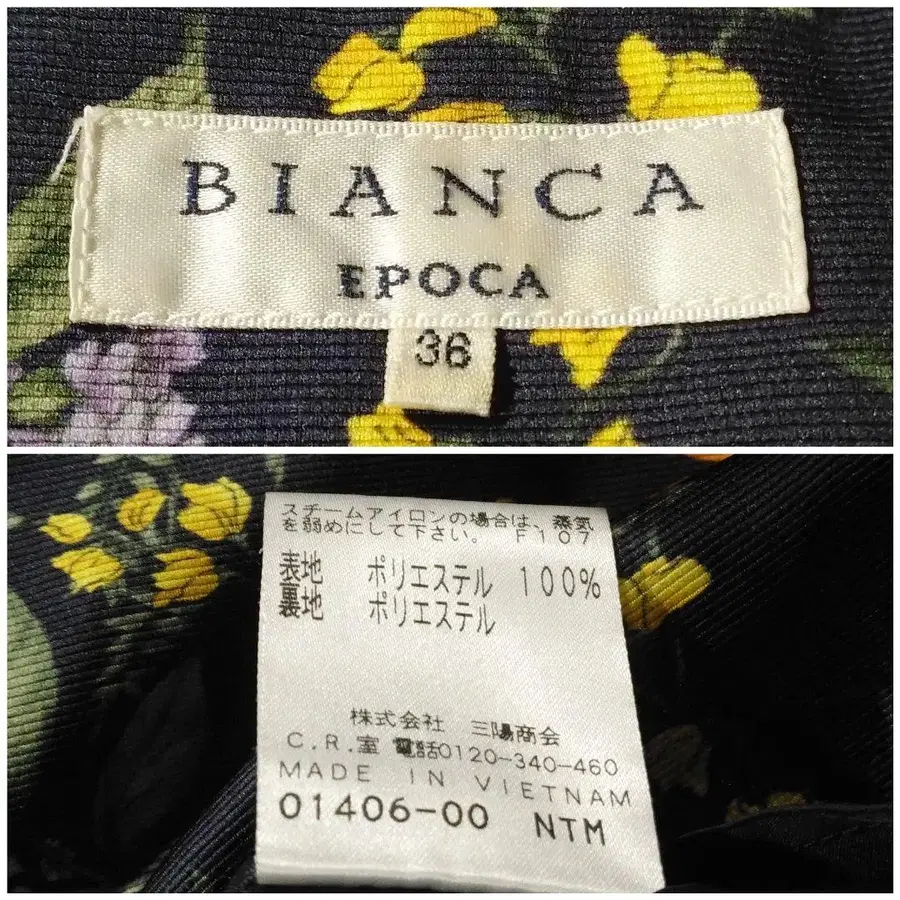 BIANCA
EPOCA
36
スチームアイロンの場合は、蒸気
を弱めにして下さい。 F107
表地 ポリエステル 100%
裏地 ポリエステル
株式会社 三陽商会
C.R.室 電話0120-340-460
MADE IN VIETNAM
01406-00 NTM